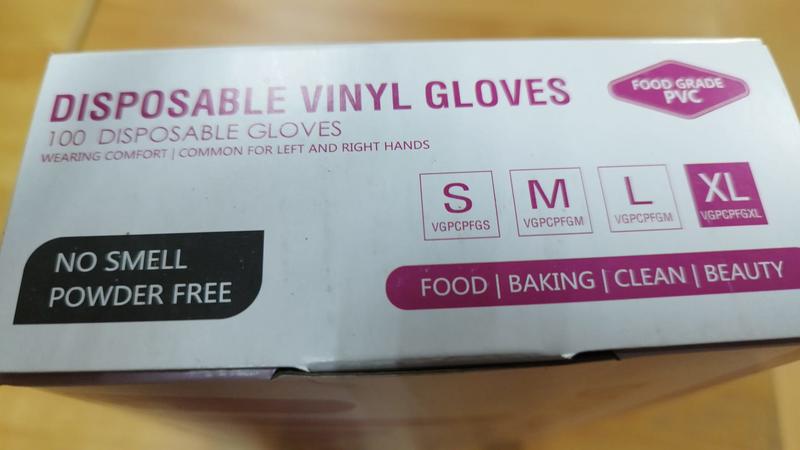 DISPOSABLE VINYL GLOVES
100 DISPOSABLE GLOVES
WEARING COMFORT | COMMON FOR LEFT AND RIGHT HANDS
FOOD GRADE
PVC
S
VGPCPFGS
M
VGPCPFGM
L
VGPCPFGM
XL
VGPCPFGXL
NO SMELL
POWDER FREE
FOOD | BAKING | CLEAN | BEAUTY